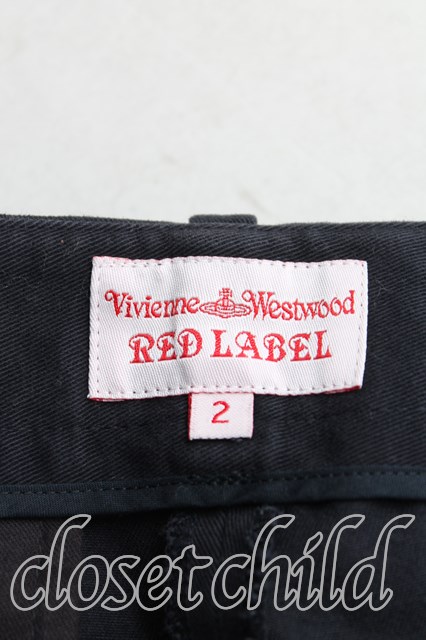 Vivienne Westwood
RED LABEL
2
closetchild